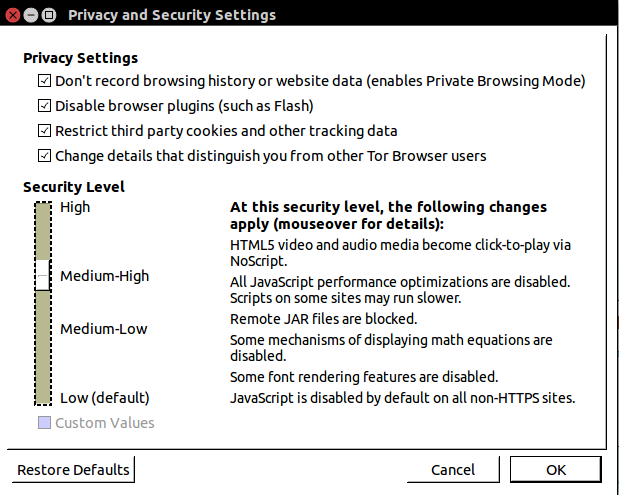 Privacy and Security Settings
Privacy Settings
Don't record browsing history or website data (enables Private Browsing Mode)
Disable browser plugins (such as Flash)
Restrict third party cookies and other tracking data
Change details that distinguish you from other Tor Browser users
Security Level
High
Medium-High
Medium-Low
Low (default)
Custom Values
At this security level, the following changes
apply (mouseover for details):
HTML5 video and audio media become click-to-play via
NoScript.
All JavaScript performance optimizations are disabled.
Scripts on some sites may run slower.
Remote JAR files are blocked.
Some mechanisms of displaying math equations are
disabled.
Some font rendering features are disabled.
JavaScript is disabled by default on all non-HTTPS sites.
Restore Defaults
Cancel
OK